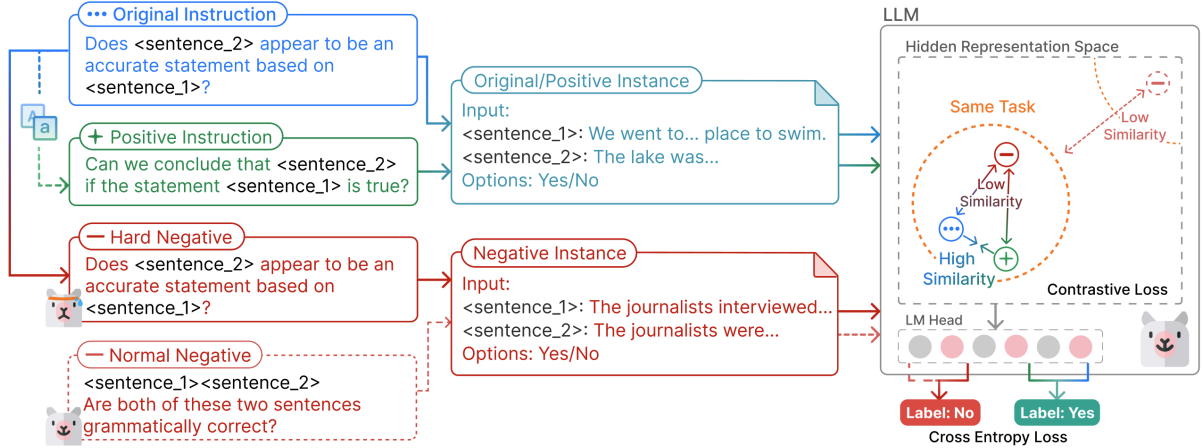 Original Instruction
Does <sentence_2> appear to be an
accurate statement based on
<sentence_1>?
A
a
Positive Instruction
Can we conclude that <sentence_2>
if the statement <sentence_1> is true?
Hard Negative
Does <sentence_2> appear to be an
accurate statement based on
<sentence_1>?
Normal Negative
<sentence_1><sentence_2>
Are both of these two sentences
grammatically correct?
Original/Positive Instance
Input:
<sentence_1>: We went to... place to swim.
<sentence_2>: The lake was...
Options: Yes/No
Negative Instance
Input:
<sentence_1>: The journalists interviewed...
<sentence_2>: The journalists were...
Options: Yes/No
LLM
Hidden Representation Space
Same Task
Low
Similarity
Low
Similarity
High
Similarity
Contrastive Loss
LM Head
Label: No
Label: Yes
Cross Entropy Loss